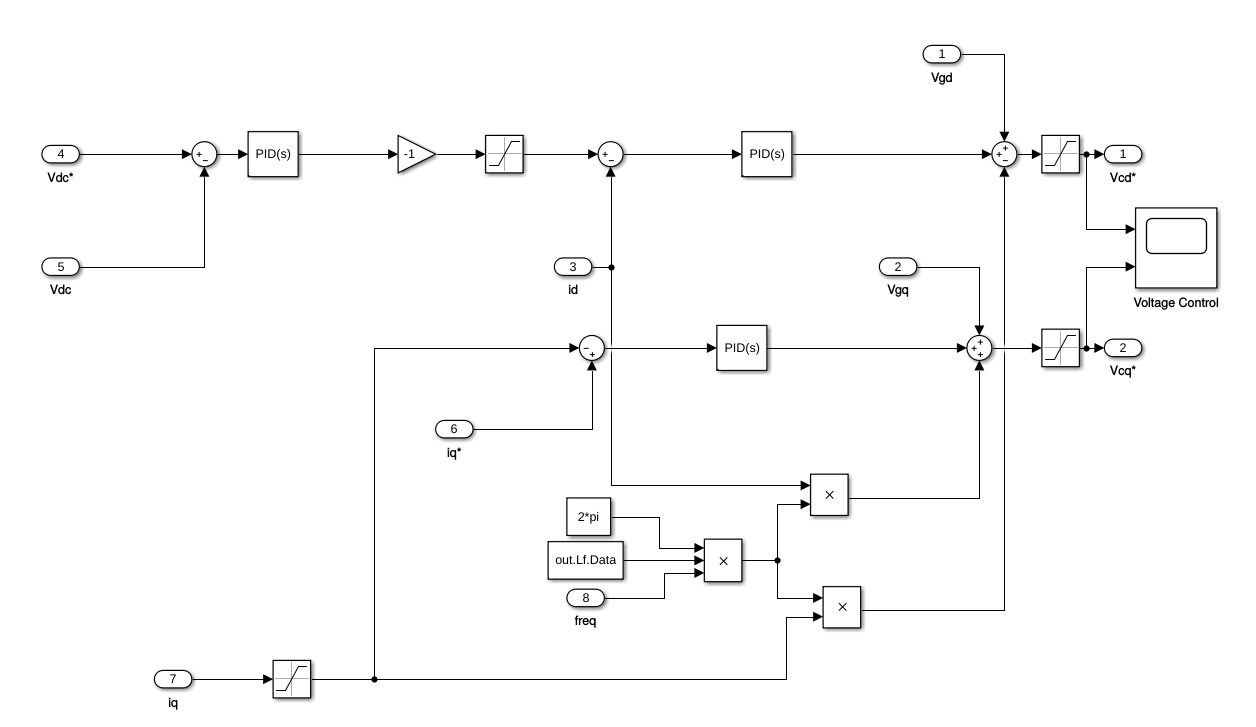 1
Vgd
4
Vdc*
+
−
PID(s)
-1
+
−
PID(s)
+
+
−
1
Vcd*
5
Vdc
3
id
2
Vgq
Voltage Control
−
+
PID(s)
+
+
+
2
Vcq*
6
iq*
×
2*pi
out.Lf.Data
×
8
freq
×
7
iq